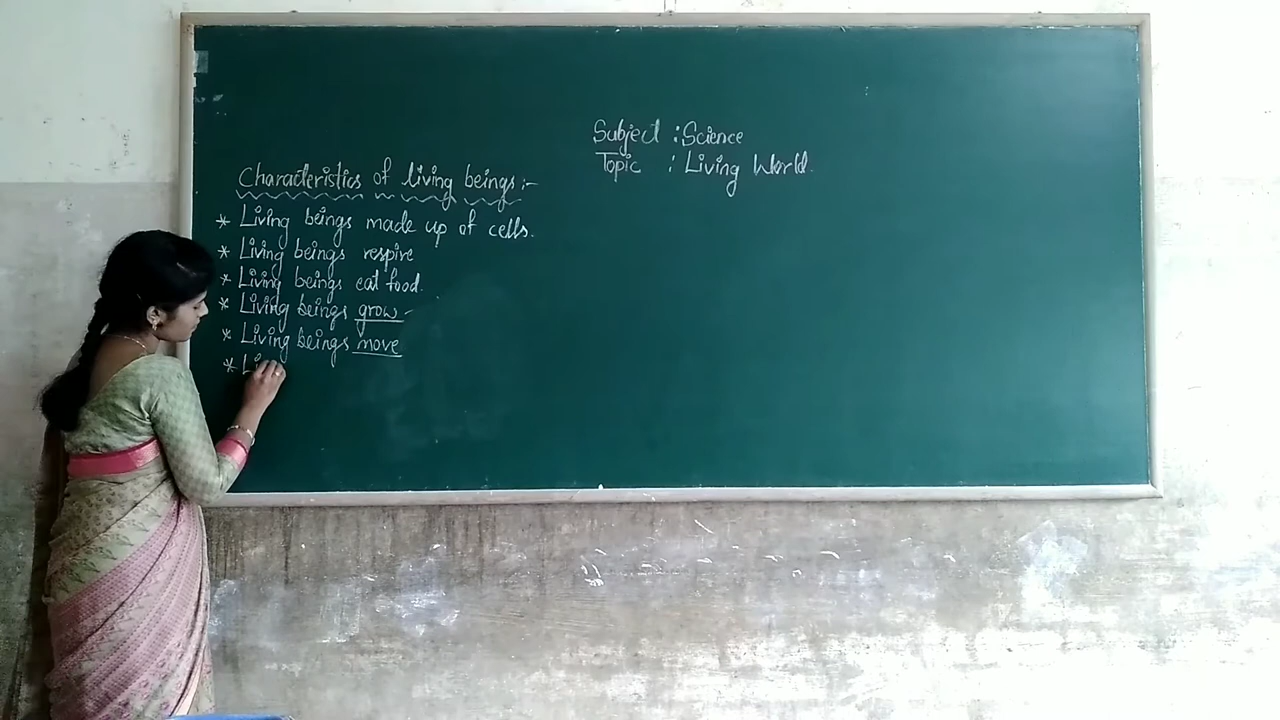 Subject : Science
Topic : Living World.
Characteristics of living beings :-
* Living beings made up of cells.
* Living beings respire
* Living beings eat food.
* Living beings grow -
* Living beings move
* Li